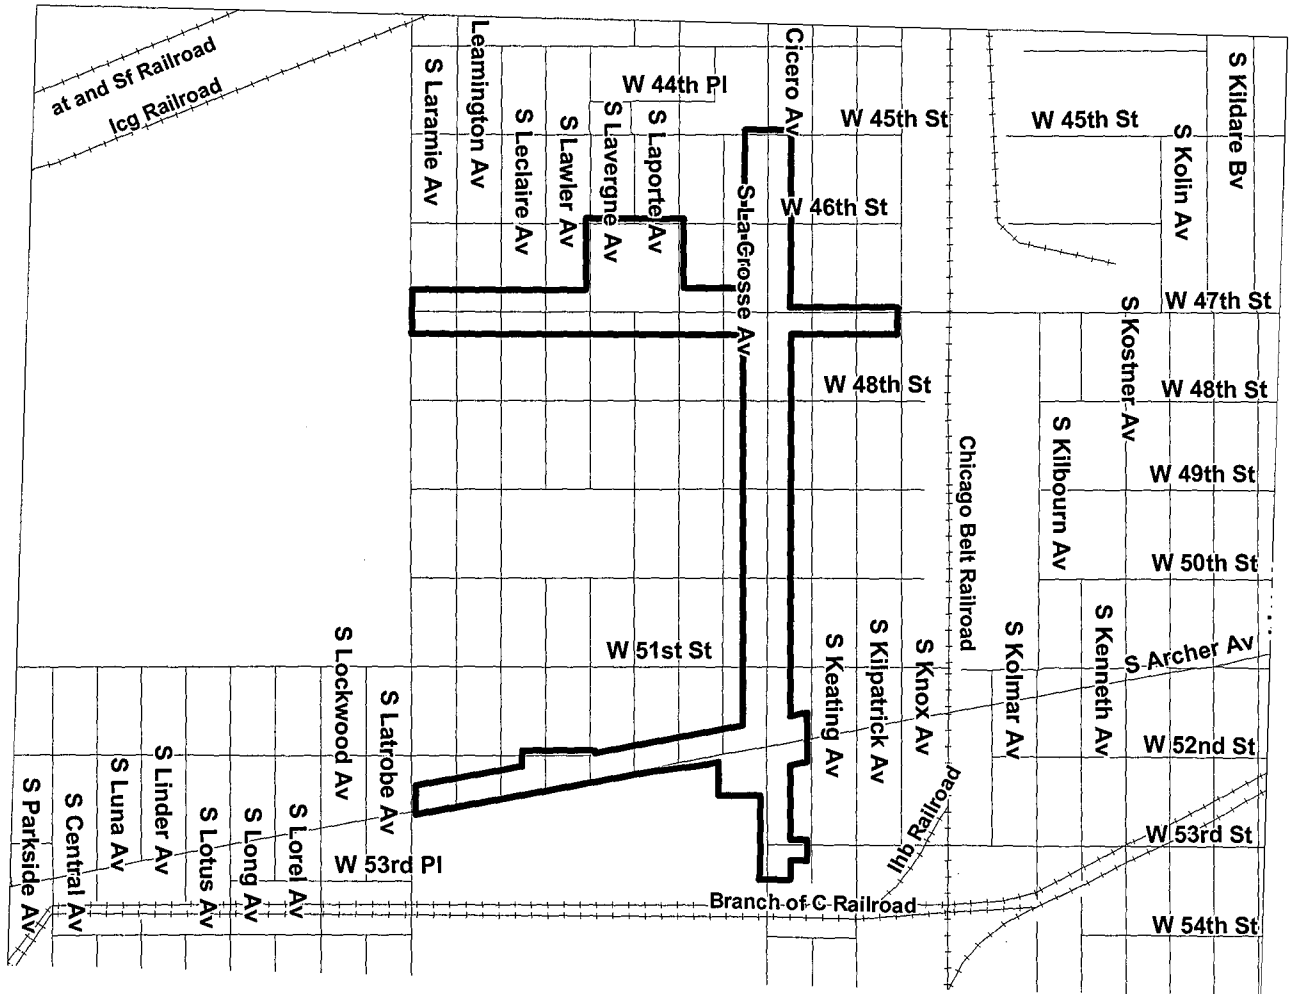 at and Sf Railroad
Icg Railroad
S Laramie Av
Leamington Av
S Leclaire Av
S Lawler Av
S Lavergne Av
S Laporte Av
W 44th Pl
Cicero Av
S La Crosse Av
W 45th St
W 46th St
W 45th St
S Kolin Av
S Kildare Bv
W 47th St
S Kostner Av
W 48th St
W 48th St
S Kilbourn Av
W 49th St
Chicago Belt Railroad
W 50th St
W 51st St
S Lockwood Av
S Latrobe Av
S Keating Av
S Kilpatrick Av
S Knox Av
S Kolmar Av
S Kenneth Av
S Archer Av
W 52nd St
S Parkside Av
S Central Av
S Luna Av
S Linder Av
S Lotus Av
S Long Av
S Lorel Av
W 53rd Pl
Ihb Railroad
W 53rd St
Branch of C Railroad
W 54th St